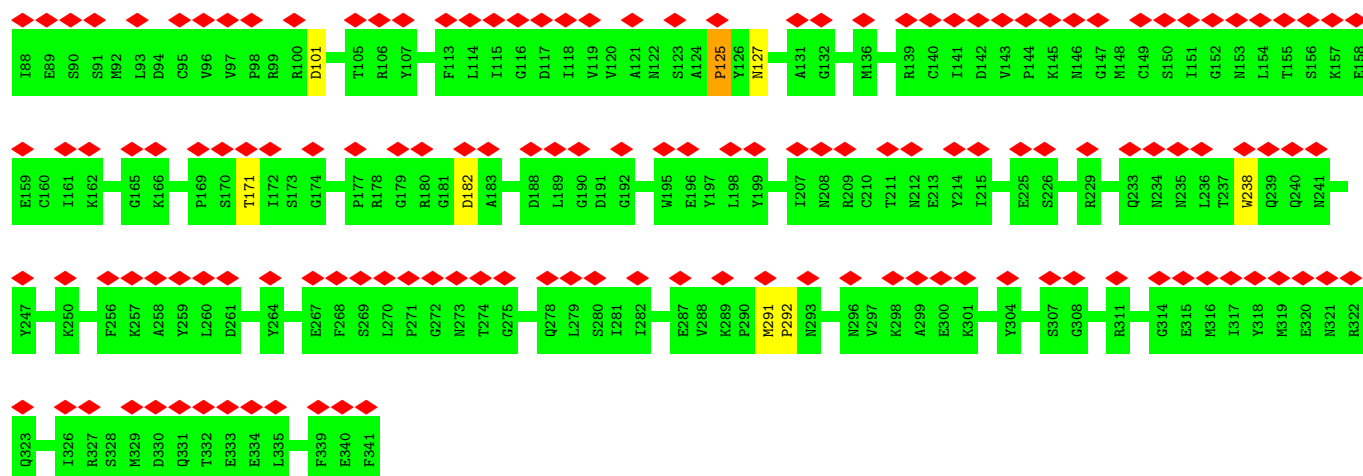 I88 E89 S90 S91 M92 L93 D94 C95 V96 V97 P98 R99 R100 D101 T105 R106 Y107 F113 L114 I115 G116 D117 I118 V119 V120 A121 N122 S123 A124 P125 Y126 N127 A131 G132 M136 R139 C140 I141 D142 V143 P144 K145 N146 G147 M148 C149 S150 I151 G152 N153 L154 T155 S156 K157 E158
E159 C160 I161 K162 G165 K166 P169 S170 T171 I172 S173 G174 P177 R178 G179 R180 G181 D182 A183 D188 L189 G190 D191 G192 W195 E196 Y197 L198 Y199 I207 N208 R209 C210 T211 N212 E213 Y214 I215 E225 S226 R229 Q233 N234 N235 L236 T237 W238 Q239 Q240 N241
Y247 K250 F256 K257 A258 Y259 L260 D261 Y264 E267 F268 S269 L270 P271 G272 N273 T274 G275 Q278 L279 S280 I281 I282 E287 V288 K289 P290 M291 P292 N293 N296 V297 K298 A299 E300 K301 Y304 S307 G308 R311 G314 E315 M316 I317 Y318 M319 E320 N321 R322
Q323 I326 R327 S328 M329 D330 Q331 T332 E333 E334 L335 F339 E340 F341